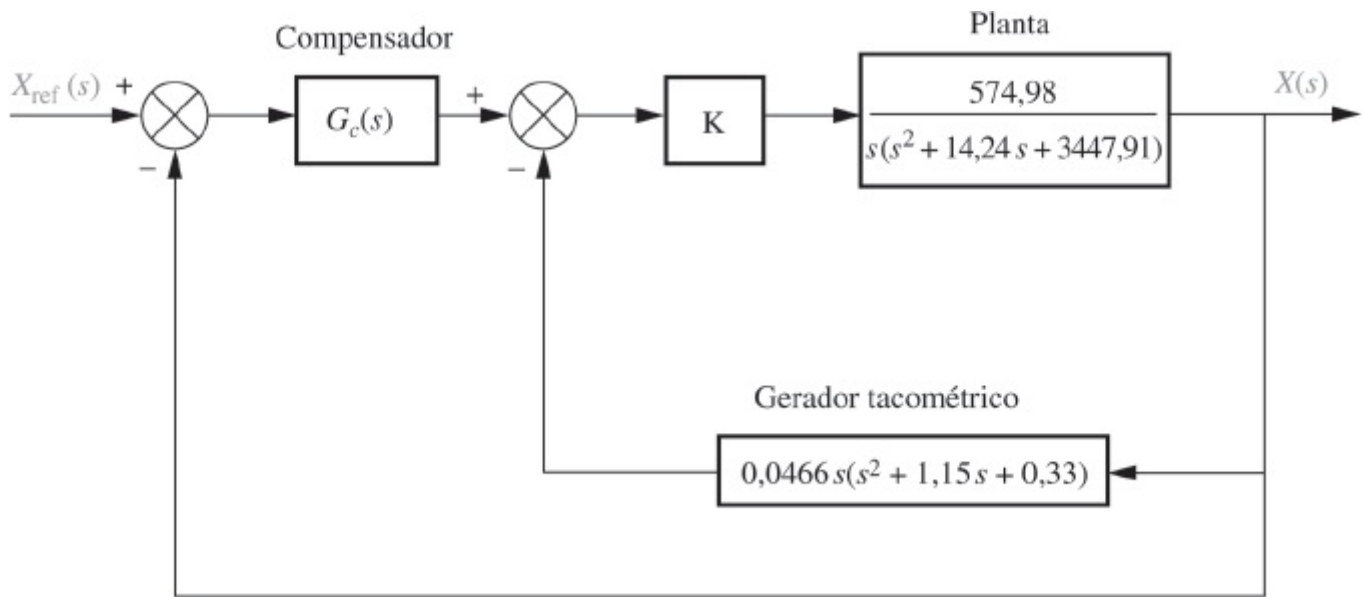 Compensador
Planta
X_ref (s) +
−
G_c(s)
+
−
K
574,98
s(s² + 14,24 s + 3447,91)
X(s)
Gerador tacométrico
0,0466 s(s² + 1,15 s + 0,33)